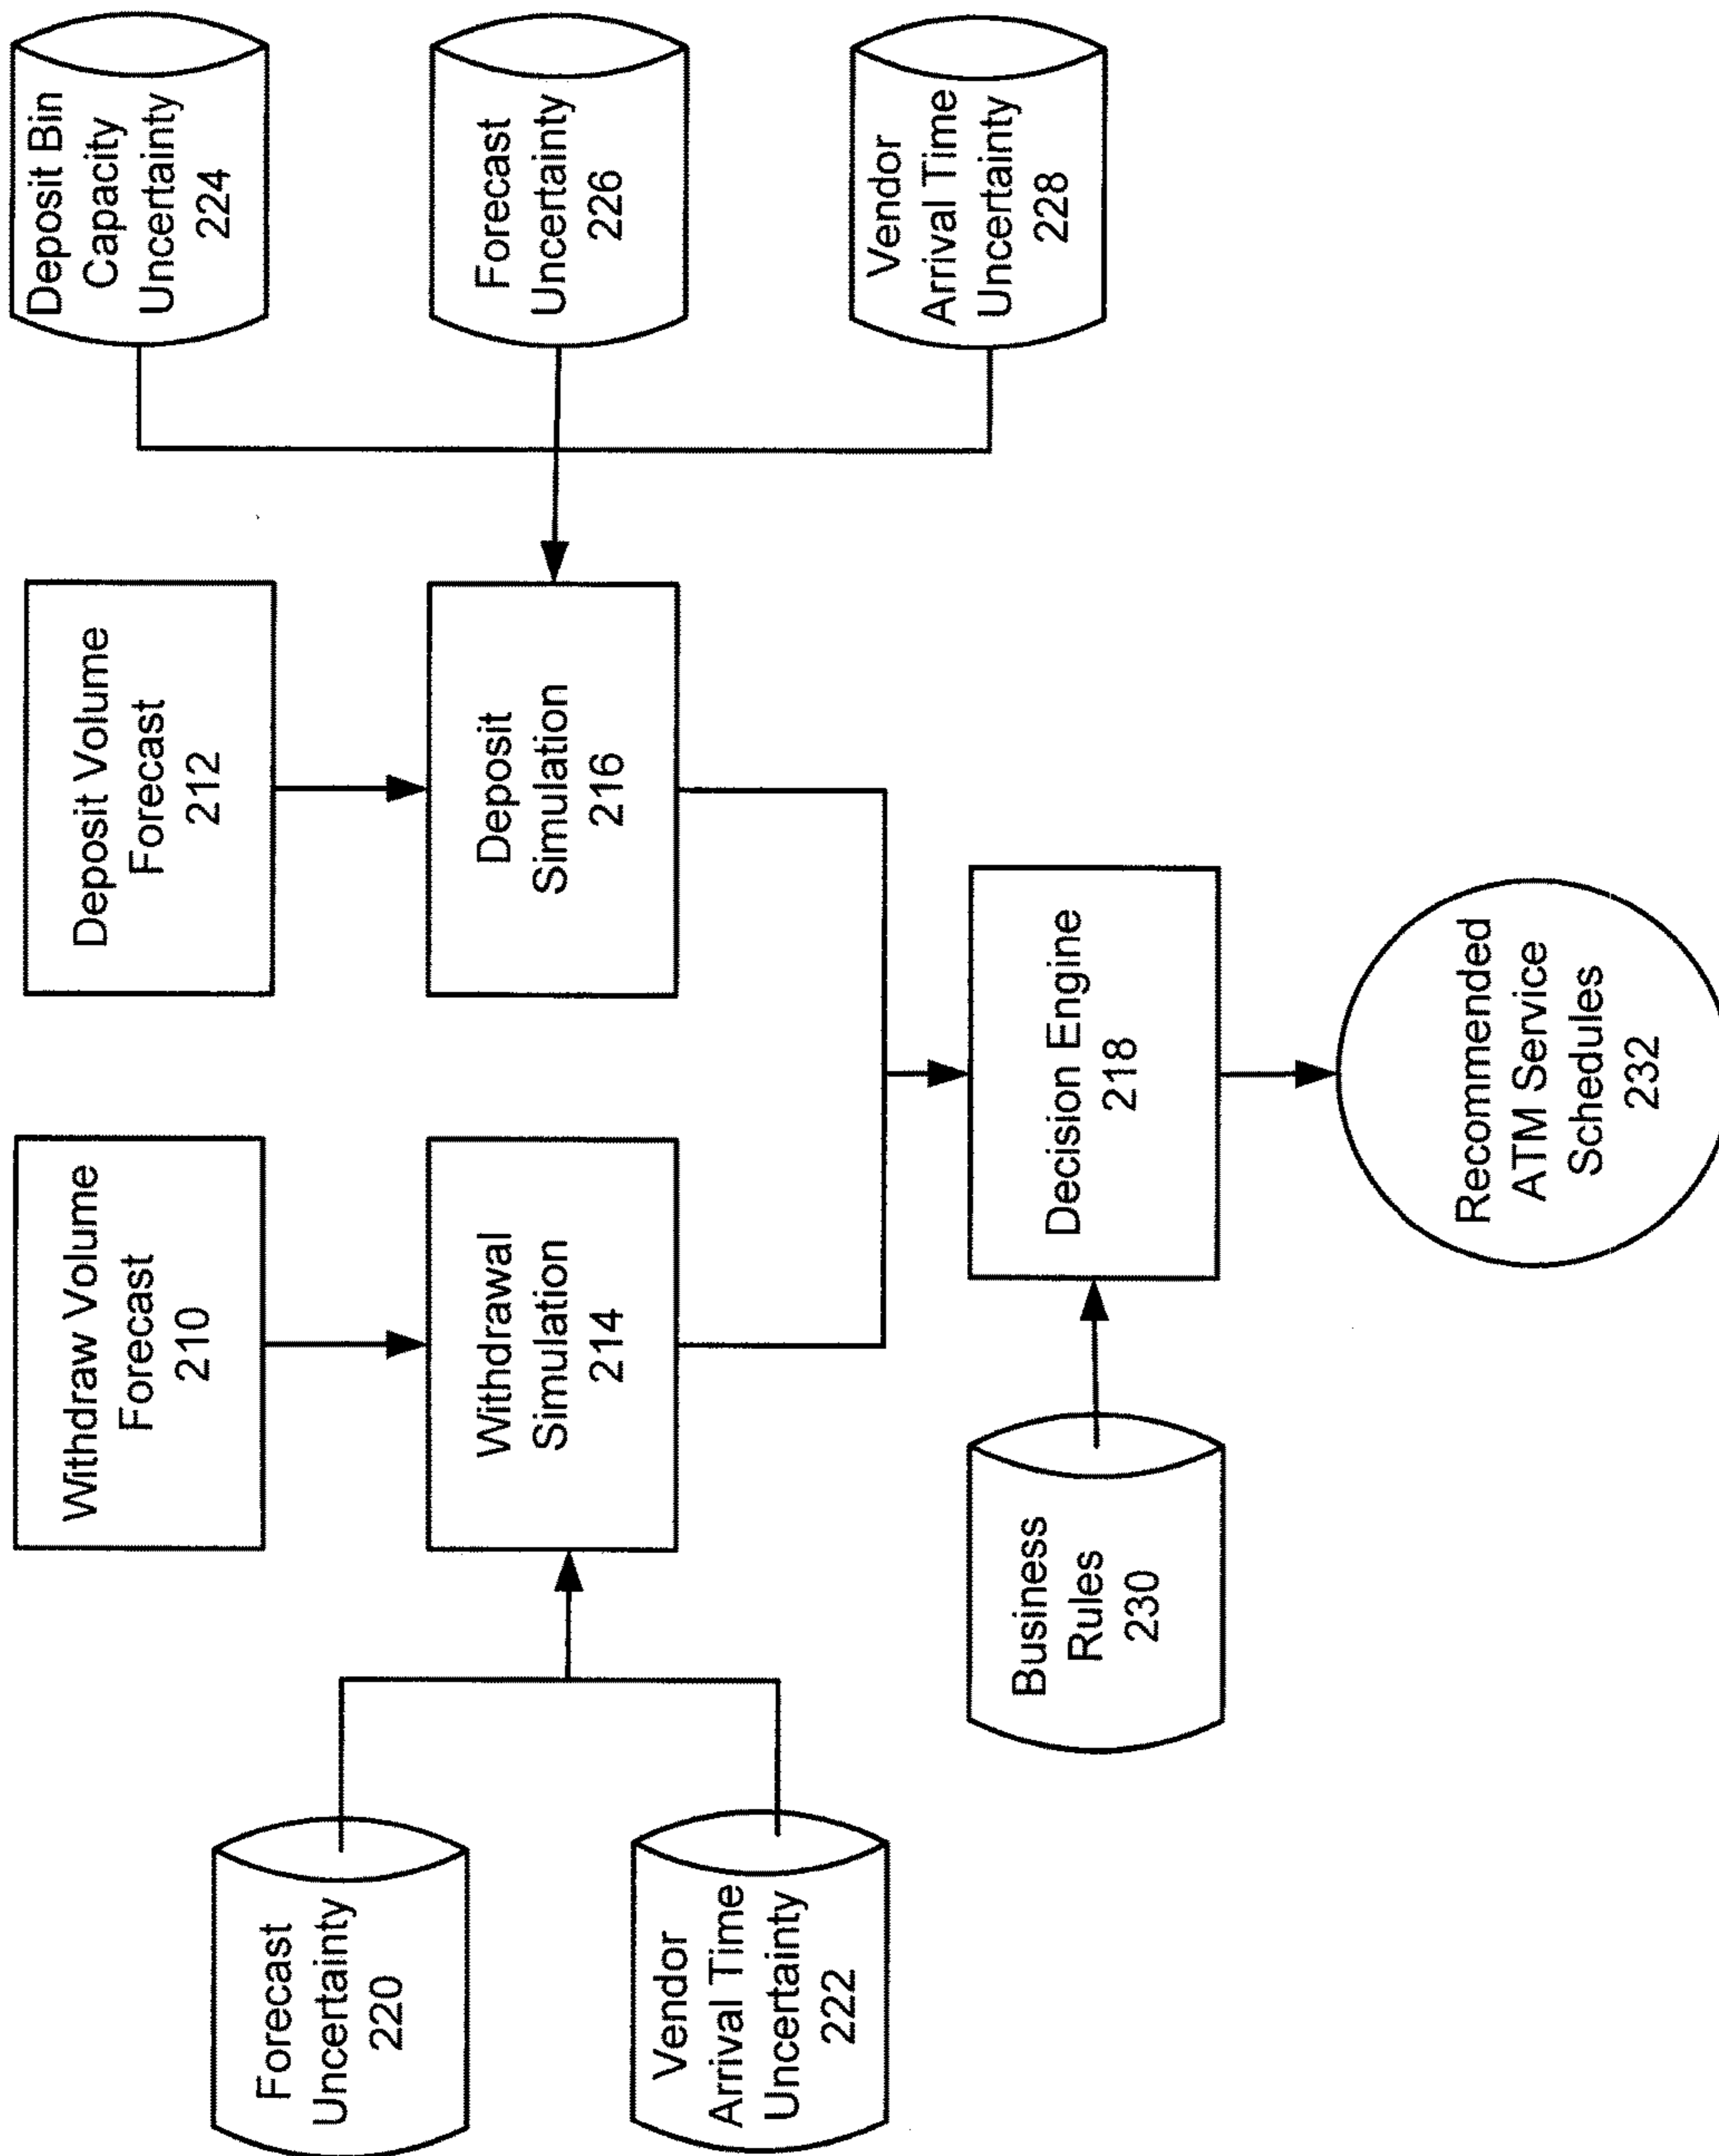 Withdraw Volume
Forecast
210
Deposit Volume
Forecast
212
Forecast
Uncertainty
220
Vendor
Arrival Time
Uncertainty
222
Withdrawal
Simulation
214
Deposit
Simulation
216
Deposit Bin
Capacity
Uncertainty
224
Forecast
Uncertainty
226
Vendor
Arrival Time
Uncertainty
228
Business
Rules
230
Decision Engine
218
Recommended
ATM Service
Schedules
232